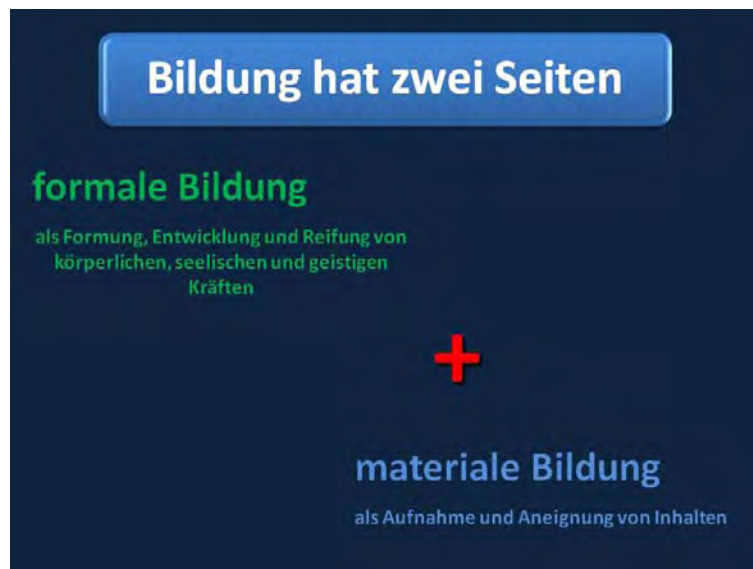 Bildung hat zwei Seiten
formale Bildung
als Formung, Entwicklung und Reifung von
körperlichen, seelischen und geistigen
Kräften
+
materiale Bildung
als Aufnahme und Aneignung von Inhalten